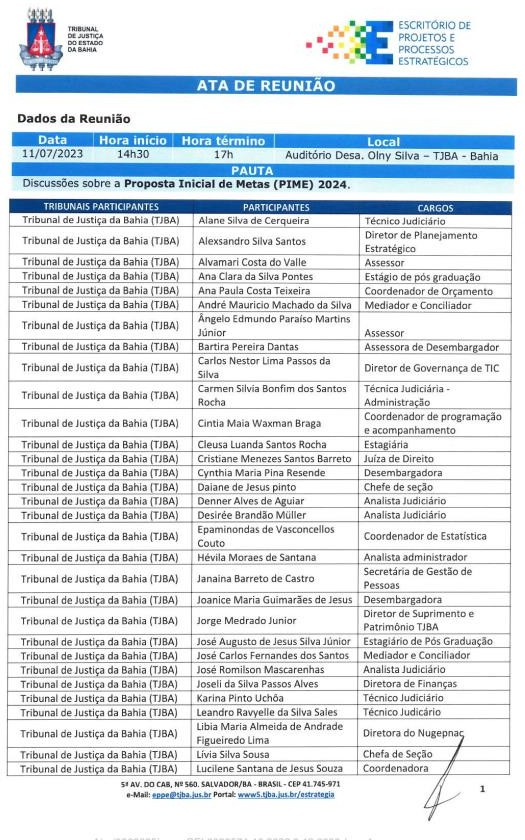 TRIBUNAL
DE JUSTIÇA
DO ESTADO
DA BAHIA
ESCRITÓRIO DE
PROJETOS E
PROCESSOS
ESTRATÉGICOS
ATA DE REUNIÃO
Dados da Reunião
Data Hora início Hora término Local
11/07/2023 14h30 17h Auditório Desa. Olny Silva – TJBA - Bahia
PAUTA
Discussões sobre a Proposta Inicial de Metas (PIME) 2024.
TRIBUNAIS PARTICIPANTES PARTICIPANTES CARGOS
Tribunal de Justiça da Bahia (TJBA) Alane Silva de Cerqueira Técnico Judiciário
Tribunal de Justiça da Bahia (TJBA) Alexsandro Silva Santos Diretor de Planejamento
Estratégico
Tribunal de Justiça da Bahia (TJBA) Alvamari Costa do Valle Assessor
Tribunal de Justiça da Bahia (TJBA) Ana Clara da Silva Pontes Estágio de pós graduação
Tribunal de Justiça da Bahia (TJBA) Ana Paula Costa Teixeira Coordenador de Orçamento
Tribunal de Justiça da Bahia (TJBA) André Mauricio Machado da Silva Mediador e Conciliador
Tribunal de Justiça da Bahia (TJBA) Ângelo Edmundo Paraíso Martins
Júnior Assessor
Tribunal de Justiça da Bahia (TJBA) Bartira Pereira Dantas Assessora de Desembargador
Tribunal de Justiça da Bahia (TJBA) Carlos Nestor Lima Passos da
Silva Diretor de Governança de TIC
Tribunal de Justiça da Bahia (TJBA) Carmen Silvia Bonfim dos Santos
Rocha Técnica Judiciária -
Administração
Tribunal de Justiça da Bahia (TJBA) Cintia Maia Waxman Braga Coordenador de programação
e acompanhamento
Tribunal de Justiça da Bahia (TJBA) Cleusa Luanda Santos Rocha Estagiária
Tribunal de Justiça da Bahia (TJBA) Cristiane Menezes Santos Barreto Juíza de Direito
Tribunal de Justiça da Bahia (TJBA) Cynthia Maria Pina Resende Desembargadora
Tribunal de Justiça da Bahia (TJBA) Daiane de Jesus pinto Chefe de seção
Tribunal de Justiça da Bahia (TJBA) Denner Alves de Aguiar Analista Judiciário
Tribunal de Justiça da Bahia (TJBA) Desirée Brandão Müller Analista Judiciário
Tribunal de Justiça da Bahia (TJBA) Epaminondas de Vasconcellos
Couto Coordenador de Estatística
Tribunal de Justiça da Bahia (TJBA) Hévila Moraes de Santana Analista administrador
Tribunal de Justiça da Bahia (TJBA) Janaina Barreto de Castro Secretária de Gestão de
Pessoas
Tribunal de Justiça da Bahia (TJBA) Joanice Maria Guimarães de Jesus Desembargadora
Tribunal de Justiça da Bahia (TJBA) Jorge Medrado Junior Diretor de Suprimento e
Patrimônio TJBA
Tribunal de Justiça da Bahia (TJBA) José Augusto de Jesus Silva Júnior Estagiário de Pós Graduação
Tribunal de Justiça da Bahia (TJBA) José Carlos Fernandes dos Santos Mediador e Conciliador
Tribunal de Justiça da Bahia (TJBA) José Romilson Mascarenhas Analista Judiciário
Tribunal de Justiça da Bahia (TJBA) Joseli da Silva Passos Alves Diretora de Finanças
Tribunal de Justiça da Bahia (TJBA) Karina Pinto Uchôa Técnico Judiciário
Tribunal de Justiça da Bahia (TJBA) Leandro Ravyelle da Silva Sales Técnico Judiciário
Tribunal de Justiça da Bahia (TJBA) Libia Maria Almeida de Andrade
Figueiredo Lima Diretora do Nugepnac
Tribunal de Justiça da Bahia (TJBA) Lívia Silva Sousa Chefa de Seção
Tribunal de Justiça da Bahia (TJBA) Lucilene Santana de Jesus Souza Coordenadora
5ª AV. DO CAB, Nº 560. SALVADOR/BA - BRASIL - CEP 41.745-971
e-Mail: eppe@tjba.jus.br Portal: www5.tjba.jus.br/estrategia
1